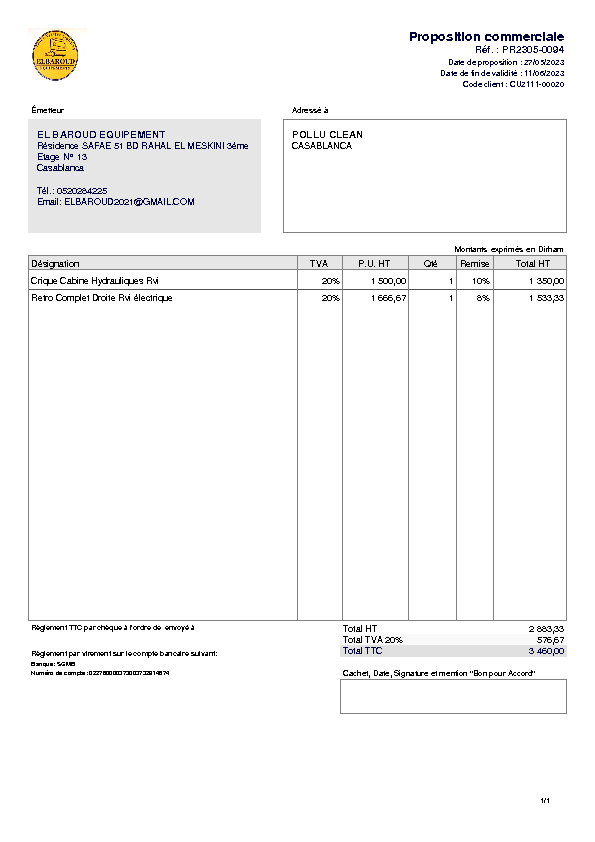 ELBAROUD
EQUIPEMENT
Proposition commerciale
Réf. : PR2305-0094
Date de proposition : 27/05/2023
Date de fin de validité : 11/06/2023
Code client : CU2111-00020
Émetteur
Adressé à
EL BAROUD EQUIPEMENT
Résidence SAFAE 51 BD RAHAL EL MESKINI 3éme
Etage N° 13
Casablanca
Tél.: 0520284225
Email: ELBAROUD2021@GMAIL.COM
POLLU CLEAN
CASABLANCA
Montants exprimés en Dirham
Désignation TVA P.U. HT Qté Remise Total HT
Crique Cabine Hydrauliques Rvi 20% 1 500,00 1 10% 1 350,00
Retro Complet Droite Rvi électrique 20% 1 666,67 1 8% 1 533,33
Règlement TTC par chèque à l'ordre de envoyé à
Règlement par virement sur le compte bancaire suivant:
Banque: SGMB
Numéro de compte:
Total HT 2 883,33
Total TVA 20% 576,67
Total TTC 3 460,00
Cachet, Date, Signature et mention "Bon pour Accord"
1/1